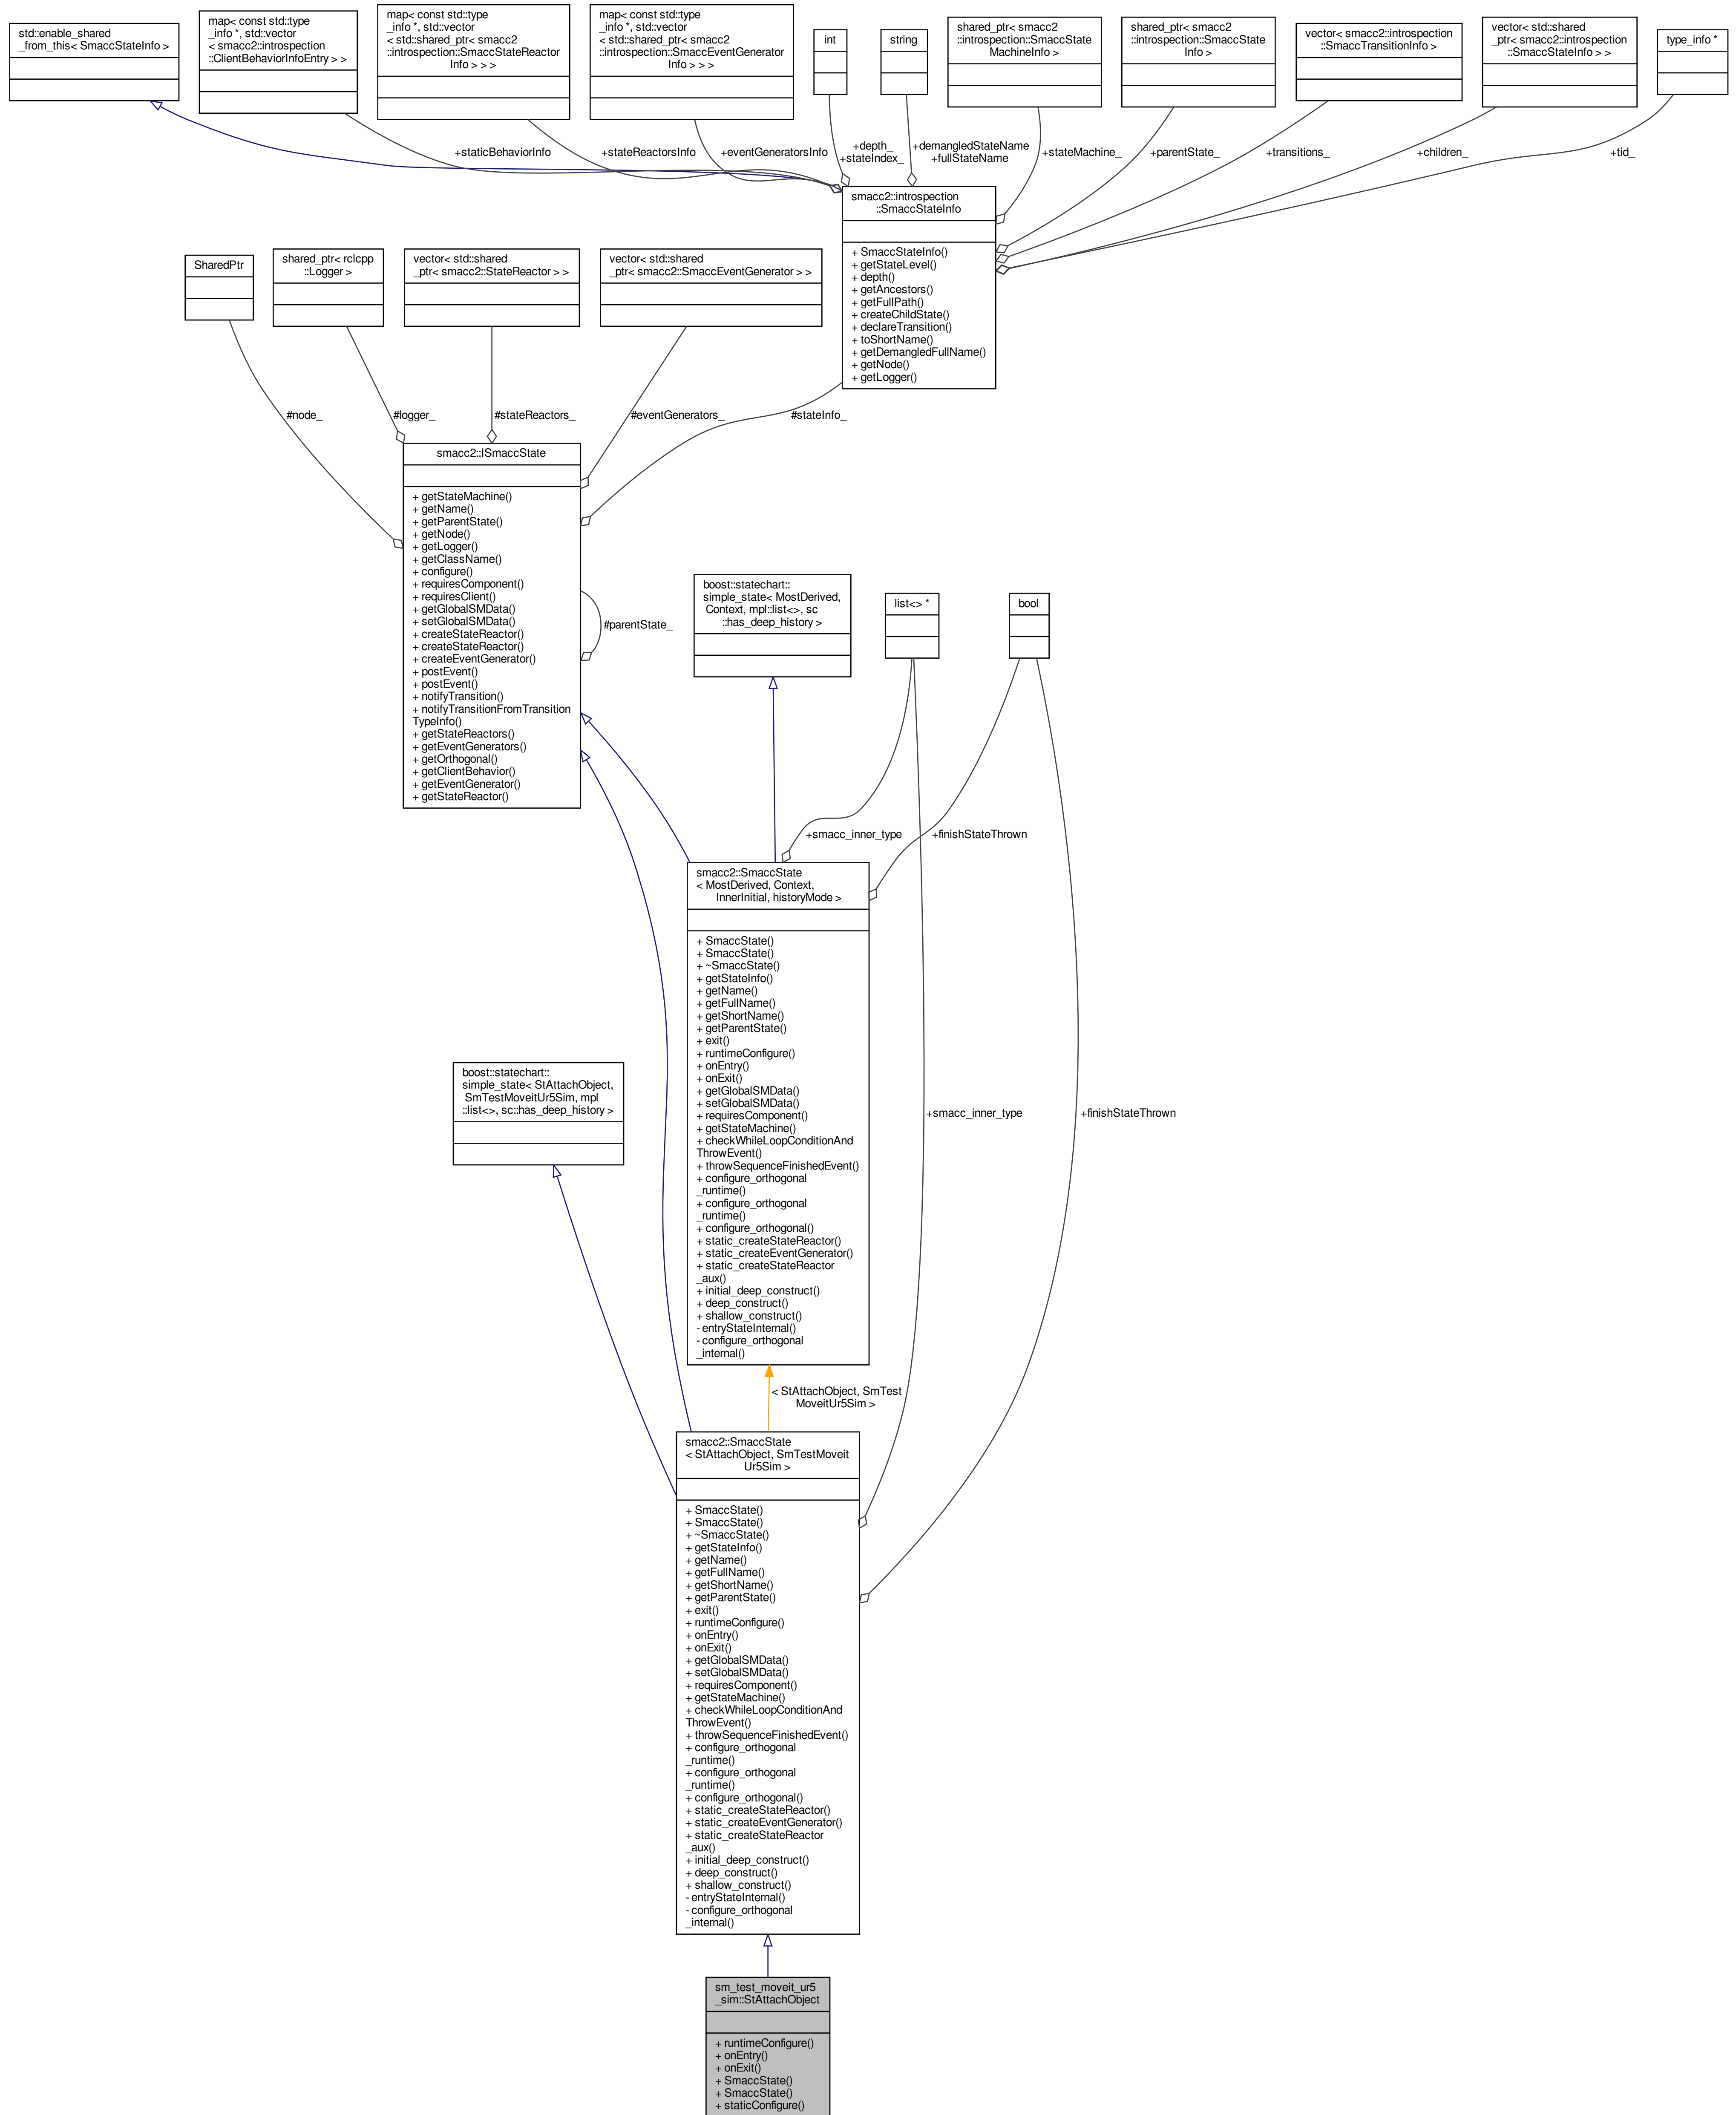 std::enable_shared
_from_this< SmaccStateInfo >
map< const std::type
_info *, std::vector
< smacc2::introspection
::ClientBehaviorInfoEntry > >
map< const std::type
_info *, std::vector
< std::shared_ptr< smacc2
::introspection::SmaccStateReactor
Info > > >
map< const std::type
_info *, std::vector
< std::shared_ptr< smacc2
::introspection::SmaccEventGenerator
Info > > >
int
string
shared_ptr< smacc2
::introspection::SmaccState
MachineInfo >
shared_ptr< smacc2
::introspection::SmaccState
Info >
vector< smacc2::introspection
::SmaccTransitionInfo >
vector< std::shared
_ptr< smacc2::introspection
::SmaccStateInfo > >
type_info *
+staticBehaviorInfo
+stateReactorsInfo
+eventGeneratorsInfo
+depth_
+stateIndex_
+demangledStateName
+fullStateName
+stateMachine_
+parentState_
+transitions_
+children_
+tid_
smacc2::introspection
::SmaccStateInfo
+ SmaccStateInfo()
+ getStateLevel()
+ depth()
+ getAncestors()
+ getFullPath()
+ createChildState()
+ declareTransition()
+ toShortName()
+ getDemangledFullName()
+ getNode()
+ getLogger()
SharedPtr
shared_ptr< rclcpp
::Logger >
vector< std::shared
_ptr< smacc2::StateReactor > >
vector< std::shared
_ptr< smacc2::SmaccEventGenerator > >
#node_
#logger_
#stateReactors_
#eventGenerators_
#stateInfo_
smacc2::ISmaccState
+ getStateMachine()
+ getName()
+ getParentState()
+ getNode()
+ getLogger()
+ getClassName()
+ configure()
+ requiresComponent()
+ requiresClient()
+ getGlobalSMData()
+ setGlobalSMData()
+ createStateReactor()
+ createStateReactor()
+ createEventGenerator()
+ postEvent()
+ postEvent()
+ notifyTransition()
+ notifyTransitionFromTransition
TypeInfo()
+ getStateReactors()
+ getEventGenerators()
+ getOrthogonal()
+ getClientBehavior()
+ getEventGenerator()
+ getStateReactor()
#parentState_
boost::statechart::
simple_state< MostDerived,
Context, mpl::list<>, sc
::has_deep_history >
list<> *
bool
+smacc_inner_type
+finishStateThrown
smacc2::SmaccState
< MostDerived, Context,
InnerInitial, historyMode >
+ SmaccState()
+ SmaccState()
+ ~SmaccState()
+ getStateInfo()
+ getName()
+ getFullName()
+ getShortName()
+ getParentState()
+ exit()
+ runtimeConfigure()
+ onEntry()
+ onExit()
+ getGlobalSMData()
+ setGlobalSMData()
+ requiresComponent()
+ getStateMachine()
+ checkWhileLoopConditionAnd
ThrowEvent()
+ throwSequenceFinishedEvent()
+ configure_orthogonal
_runtime()
+ configure_orthogonal
_runtime()
+ configure_orthogonal()
+ static_createStateReactor()
+ static_createEventGenerator()
+ static_createStateReactor
_aux()
+ initial_deep_construct()
+ deep_construct()
+ shallow_construct()
- entryStateInternal()
- configure_orthogonal
_internal()
boost::statechart::
simple_state< StAttachObject,
SmTestMoveitUr5Sim, mpl
::list<>, sc::has_deep_history >
+smacc_inner_type
+finishStateThrown
< StAttachObject, SmTest
MoveitUr5Sim >
smacc2::SmaccState
< StAttachObject, SmTestMoveit
Ur5Sim >
+ SmaccState()
+ SmaccState()
+ ~SmaccState()
+ getStateInfo()
+ getName()
+ getFullName()
+ getShortName()
+ getParentState()
+ exit()
+ runtimeConfigure()
+ onEntry()
+ onExit()
+ getGlobalSMData()
+ setGlobalSMData()
+ requiresComponent()
+ getStateMachine()
+ checkWhileLoopConditionAnd
ThrowEvent()
+ throwSequenceFinishedEvent()
+ configure_orthogonal
_runtime()
+ configure_orthogonal
_runtime()
+ configure_orthogonal()
+ static_createStateReactor()
+ static_createEventGenerator()
+ static_createStateReactor
_aux()
+ initial_deep_construct()
+ deep_construct()
+ shallow_construct()
- entryStateInternal()
- configure_orthogonal
_internal()
sm_test_moveit_ur5
_sim::StAttachObject
+ runtimeConfigure()
+ onEntry()
+ onExit()
+ SmaccState()
+ SmaccState()
+ staticConfigure()